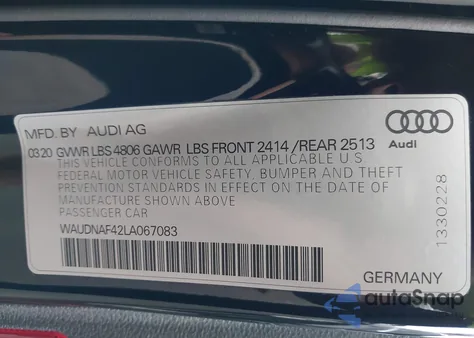 MFD. BY AUDI AG
0320 GVWR LBS 4806 GAWR LBS FRONT 2414 /REAR 2513
THIS VEHICLE CONFORMS TO ALL APPLICABLE U.S.
FEDERAL MOTOR VEHICLE SAFETY, BUMPER AND THEFT
PREVENTION STANDARDS IN EFFECT ON THE DATE OF
MANUFACTURE SHOWN ABOVE.
PASSENGER CAR
WAUDNAF42LA067083
Audi
1330228
GERMANY
autoSnap